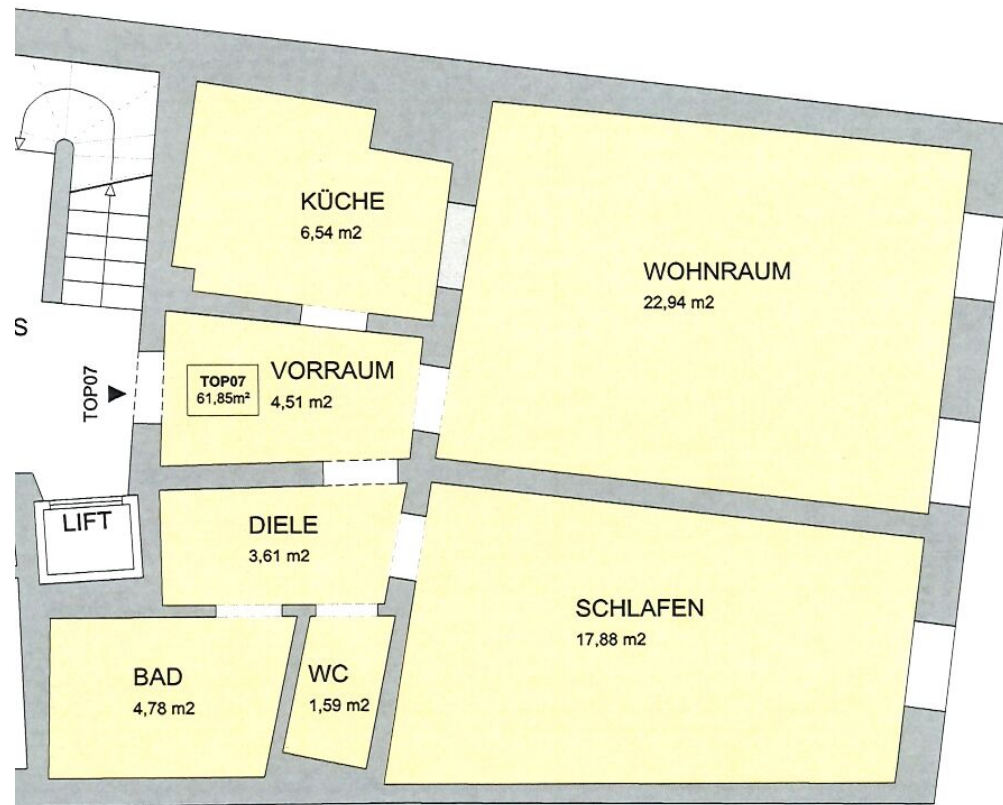 KÜCHE
6,54 m2
WOHNRAUM
22,94 m2
S
TOP07
TOP07
61,85m²
VORRAUM
4,51 m2
LIFT
DIELE
3,61 m2
SCHLAFEN
17,88 m2
BAD
4,78 m2
WC
1,59 m2